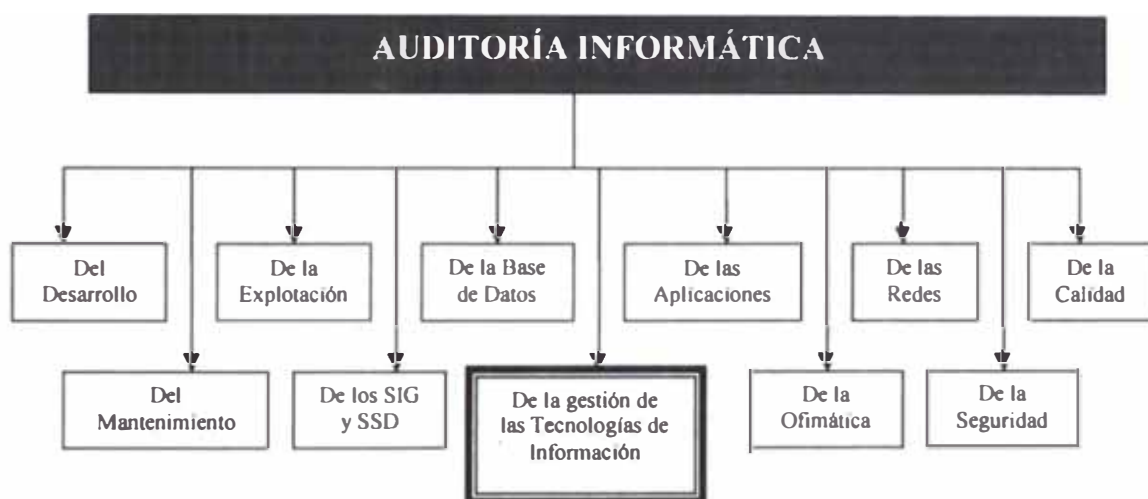 AUDITORÍA INFORMÁTICA
Del
Desarrollo
De la
Explotación
De la Base
de Datos
De las
Aplicaciones
De las
Redes
De la
Calidad
Del
Mantenimiento
De los SIG
y SSD
De la gestión de
las Tecnologías de
Información
De la
Ofimática
De la
Seguridad